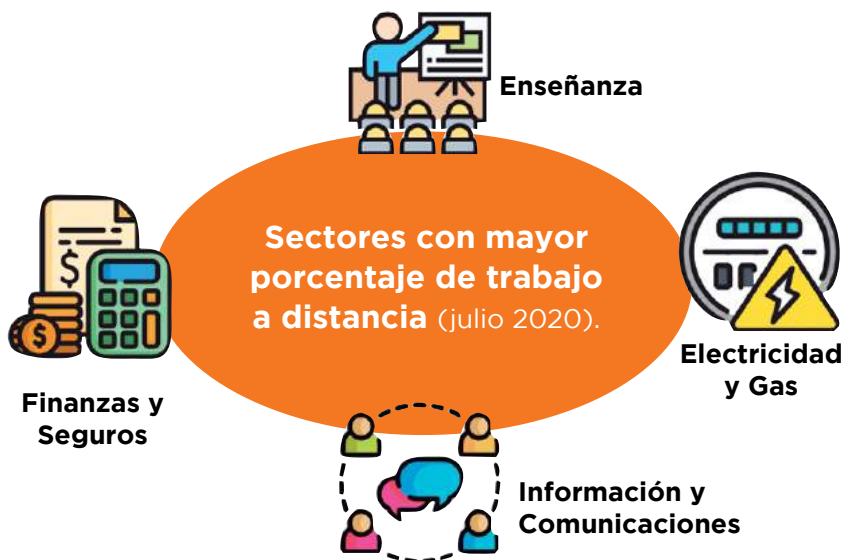 Enseñanza
Sectores con mayor
porcentaje de trabajo
a distancia (julio 2020).
Electricidad
y Gas
Finanzas y
Seguros
Información y
Comunicaciones